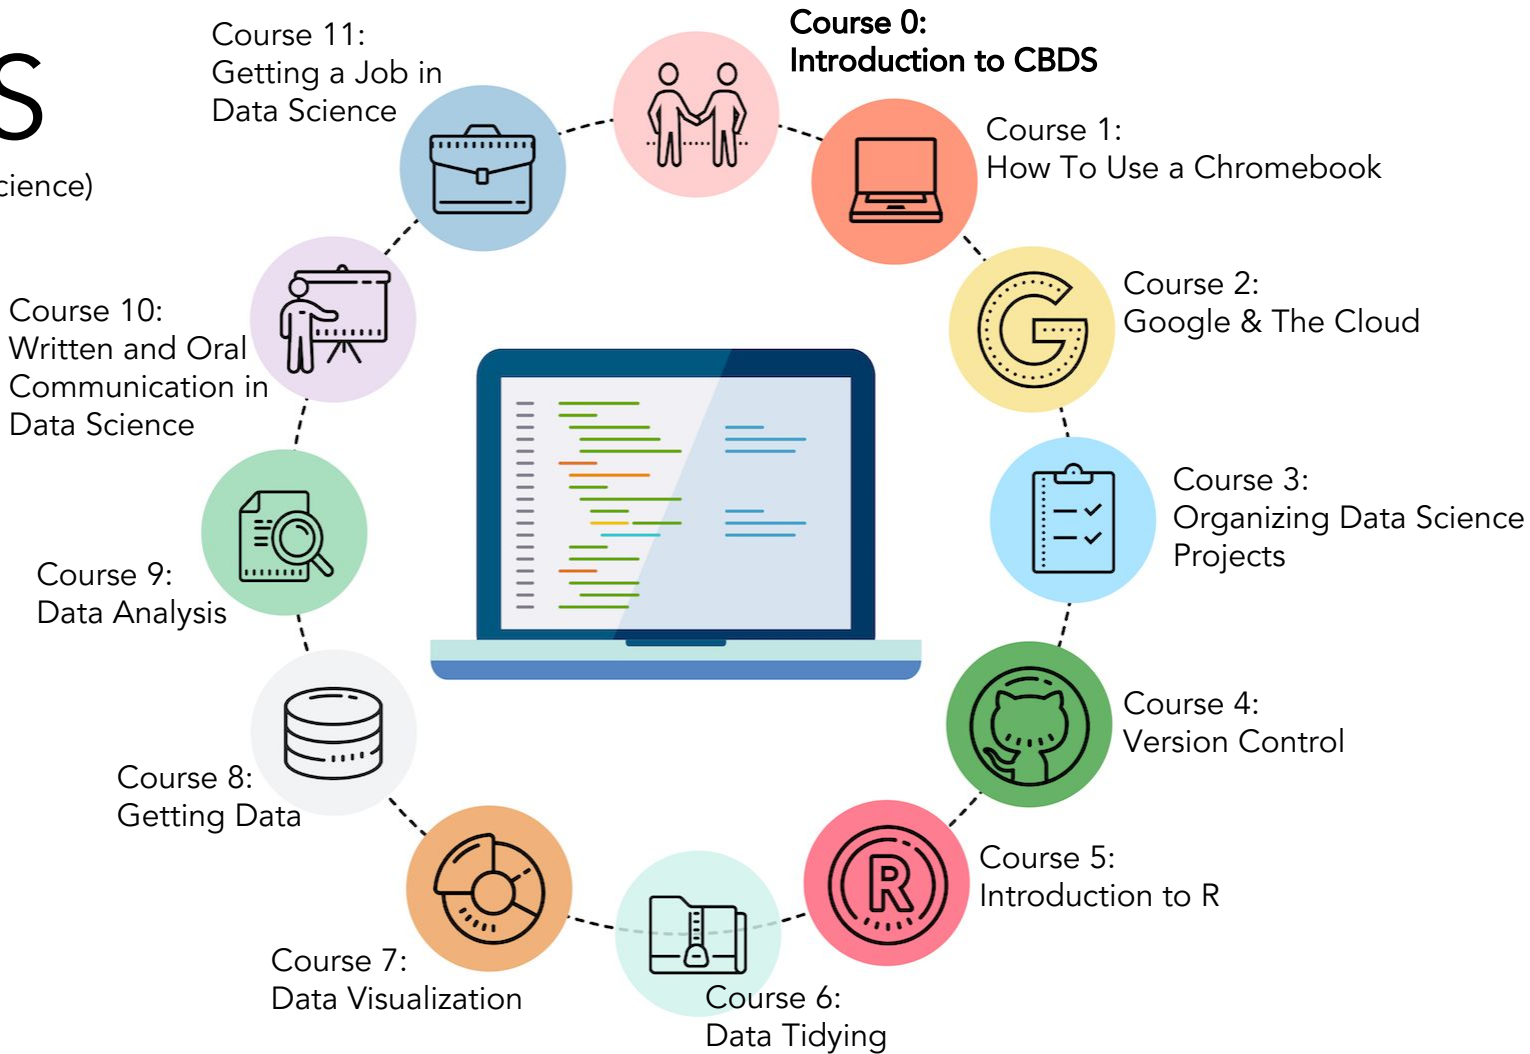 S
cience)
Course 0:
Introduction to CBDS
Course 1:
How To Use a Chromebook
Course 2:
Google & The Cloud
Course 3:
Organizing Data Science
Projects
Course 4:
Version Control
Course 5:
Introduction to R
Course 6:
Data Tidying
Course 7:
Data Visualization
Course 8:
Getting Data
Course 9:
Data Analysis
Course 10:
Written and Oral
Communication in
Data Science
Course 11:
Getting a Job in
Data Science
G
R